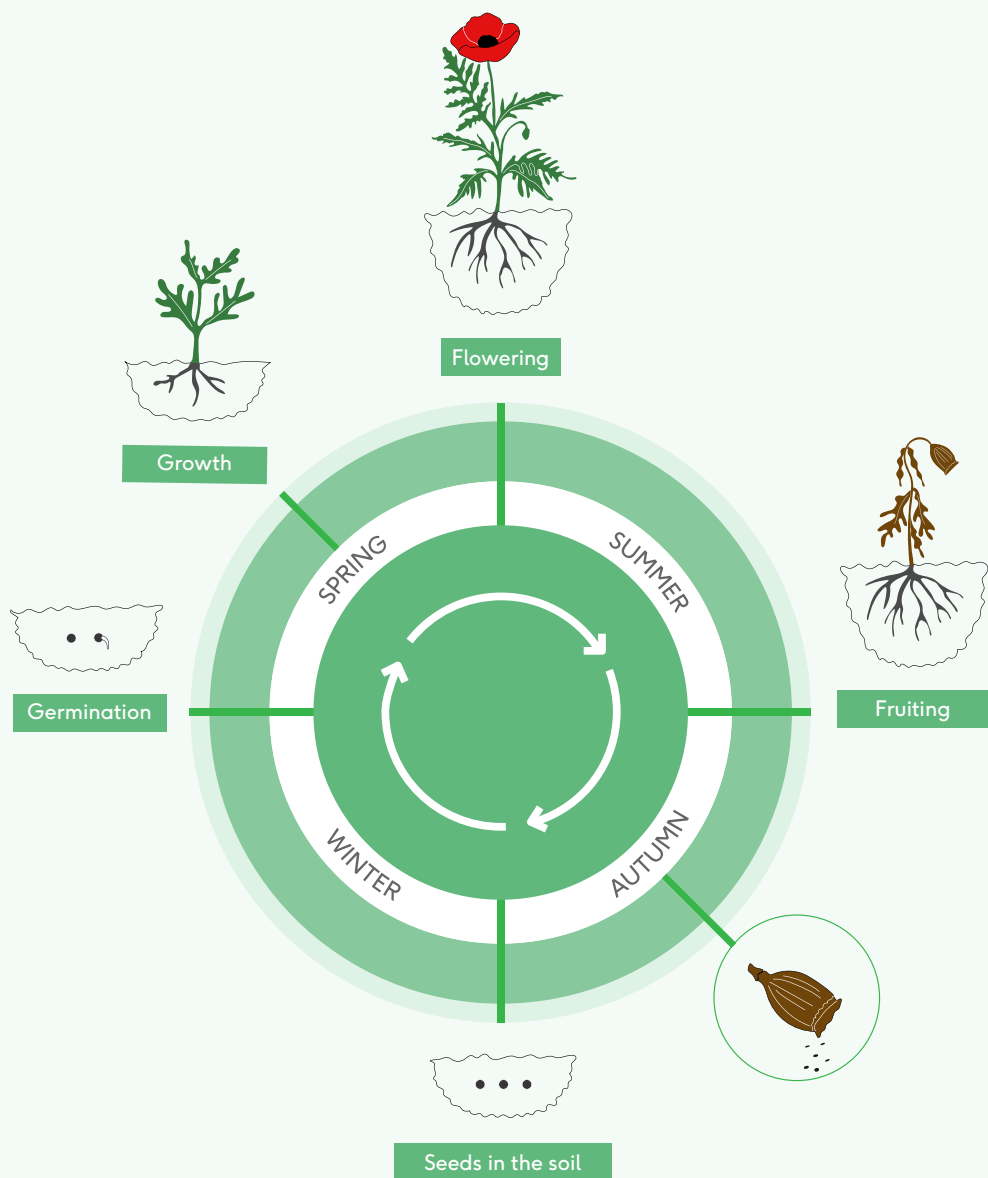 Flowering
Growth
SPRING
SUMMER
Germination
Fruiting
WINTER
AUTUMN
Seeds in the soil